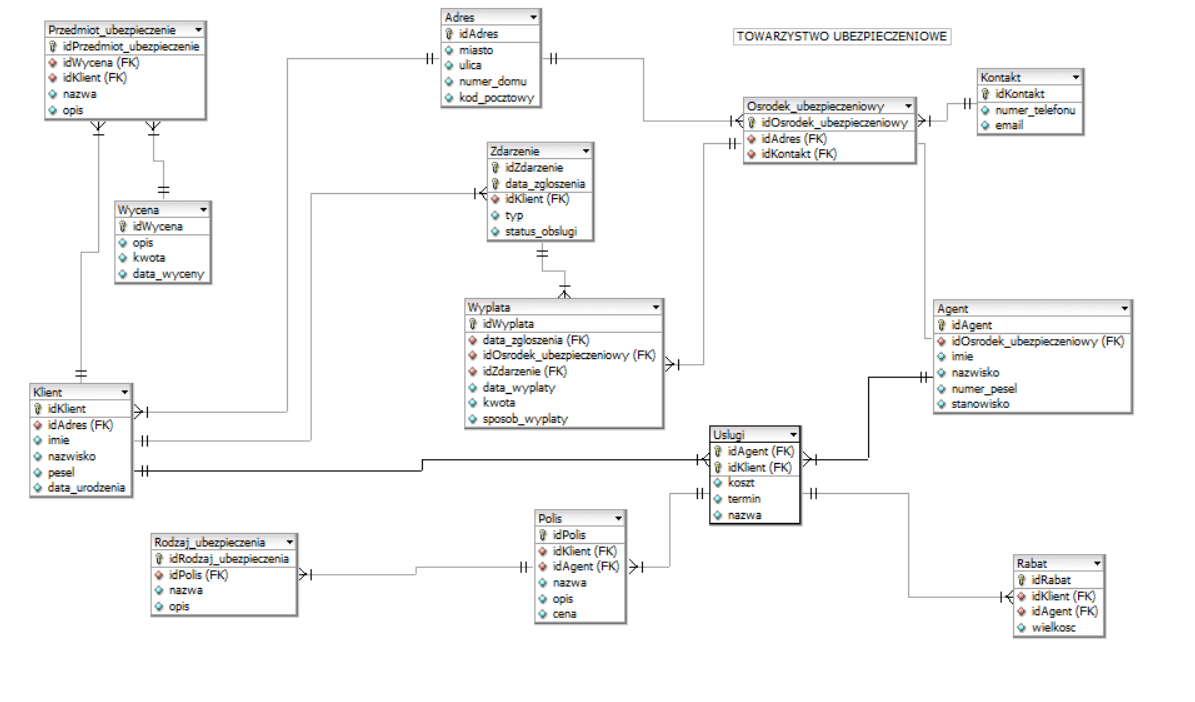 TOWARZYSTWO UBEZPIECZENIOWE
Przedmiot_ubezpieczenie
idPrzedmiot_ubezpieczenie
idWycena (FK)
idKlient (FK)
nazwa
opis
Adres
idAdres
miasto
ulica
numer_domu
kod_pocztowy
Kontakt
idKontakt
numer_telefonu
email
Osrodek_ubezpieczeniowy
idOsrodek_ubezpieczeniowy
idAdres (FK)
idKontakt (FK)
Zdarzenie
idZdarzenie
data_zgloszenia
idKlient (FK)
typ
status_obslugi
Wycena
idWycena
opis
kwota
data_wyceny
Wyplata
idWyplata
data_zgloszenia (FK)
idOsrodek_ubezpieczeniowy (FK)
idZdarzenie (FK)
data_wyplaty
kwota
sposob_wyplaty
Agent
idAgent
idOsrodek_ubezpieczeniowy (FK)
imie
nazwisko
numer_pesel
stanowisko
Klient
idKlient
idAdres (FK)
imie
nazwisko
pesel
data_urodzenia
Uslugi
idAgent (FK)
idKlient (FK)
koszt
termin
nazwa
Rodzaj_ubezpieczenia
idRodzaj_ubezpieczenia
idPolis (FK)
nazwa
opis
Polis
idPolis
idKlient (FK)
idAgent (FK)
nazwa
opis
cena
Rabat
idRabat
idKlient (FK)
idAgent (FK)
wielkosc